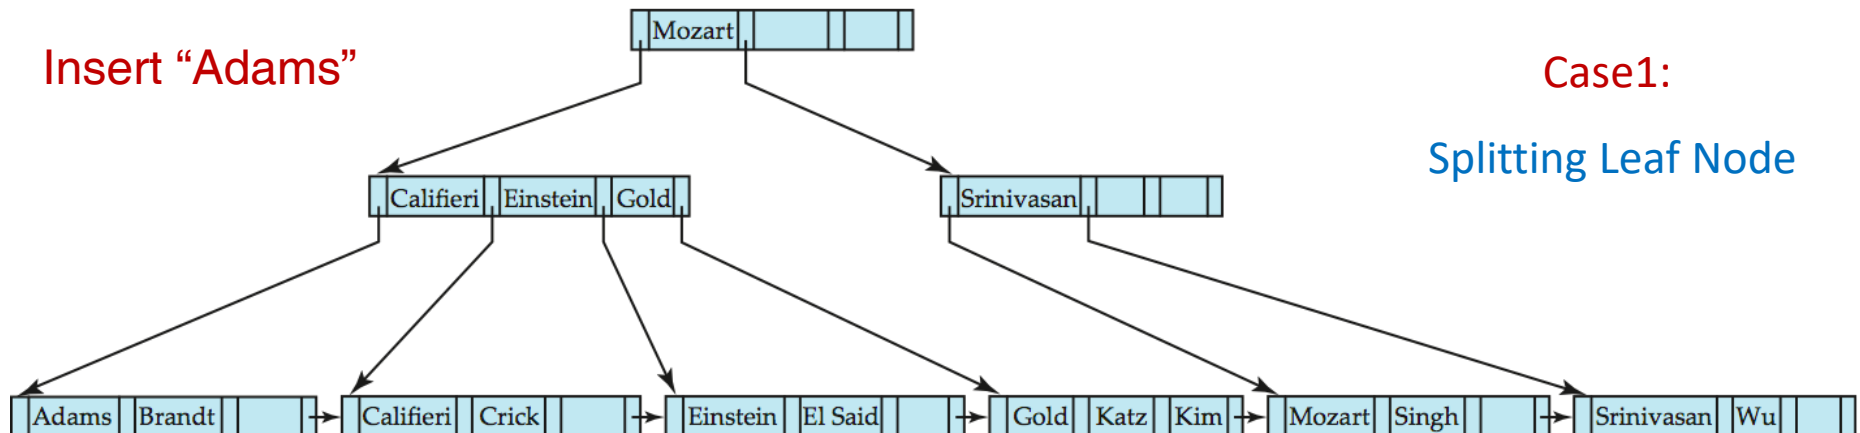 Mozart
Insert “Adams”
Case1:
Splitting Leaf Node
Califieri Einstein Gold
Srinivasan
Adams Brandt
Califieri Crick
Einstein El Said
Gold Katz Kim
Mozart Singh
Srinivasan Wu